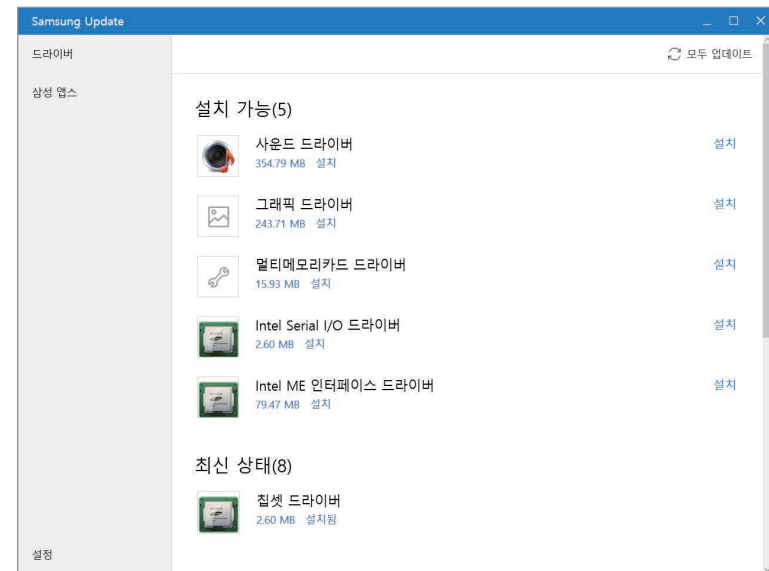 Samsung Update
드라이버
모두 업데이트
삼성 앱스
설치 가능(5)
사운드 드라이버
설치
354.79 MB 설치
그래픽 드라이버
설치
243.71 MB 설치
멀티메모리카드 드라이버
설치
15.93 MB 설치
Intel Serial I/O 드라이버
설치
2.60 MB 설치
Intel ME 인터페이스 드라이버
설치
79.47 MB 설치
최신 상태(8)
칩셋 드라이버
2.60 MB 설치됨
설정